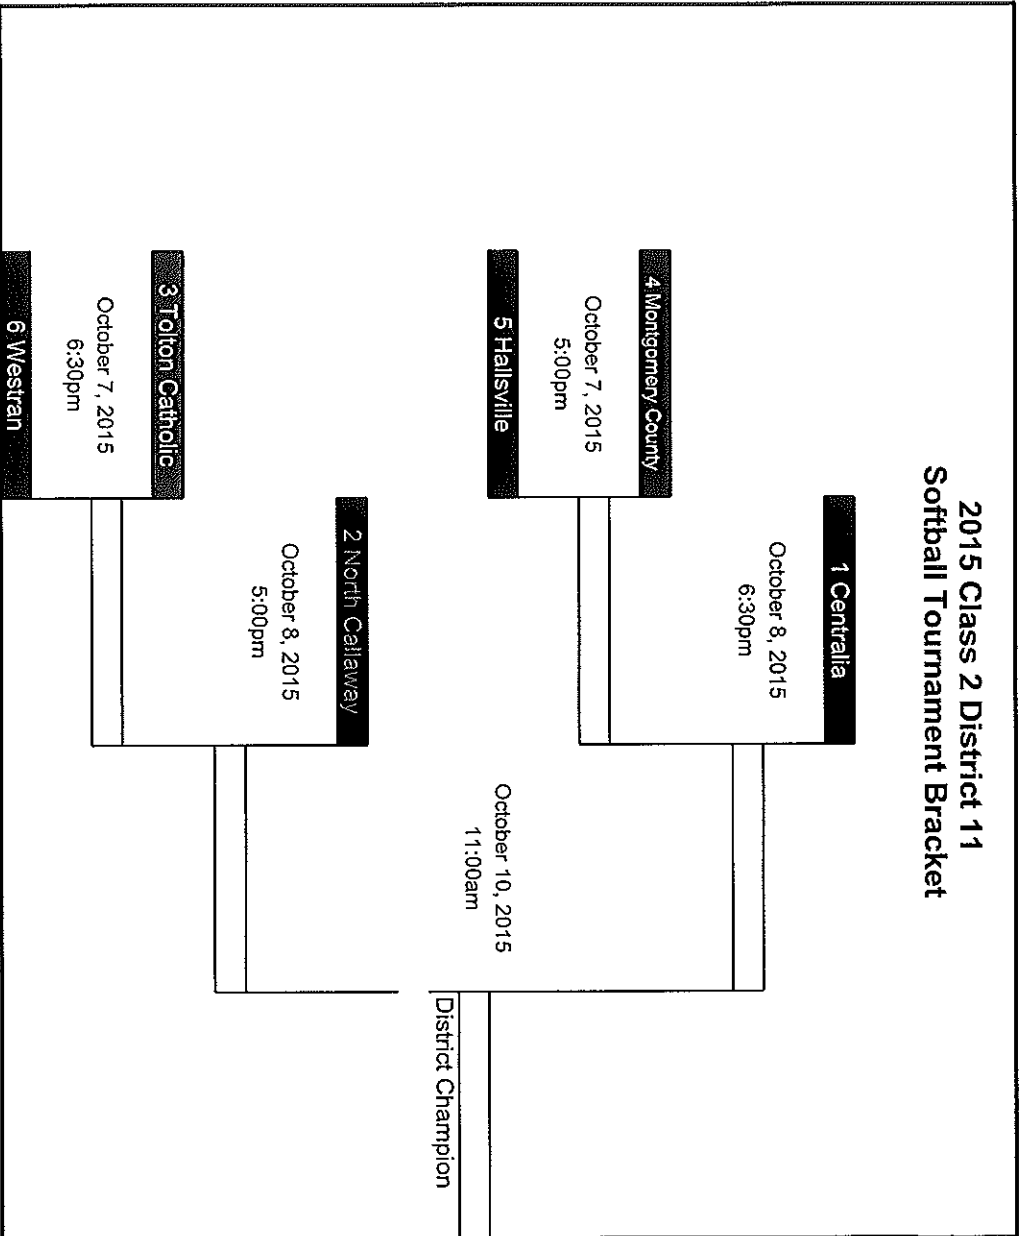 2015 Class 2 District 11
Softball Tournament Bracket
1 Centralia
October 8, 2015
6:30pm
4 Montgomery County
October 7, 2015
5:00pm
5 Hallsville
October 10, 2015
11:00am
District Champion
2 North Callaway
October 8, 2015
5:00pm
3 Tolton Catholic
October 7, 2015
6:30pm
6 Westran